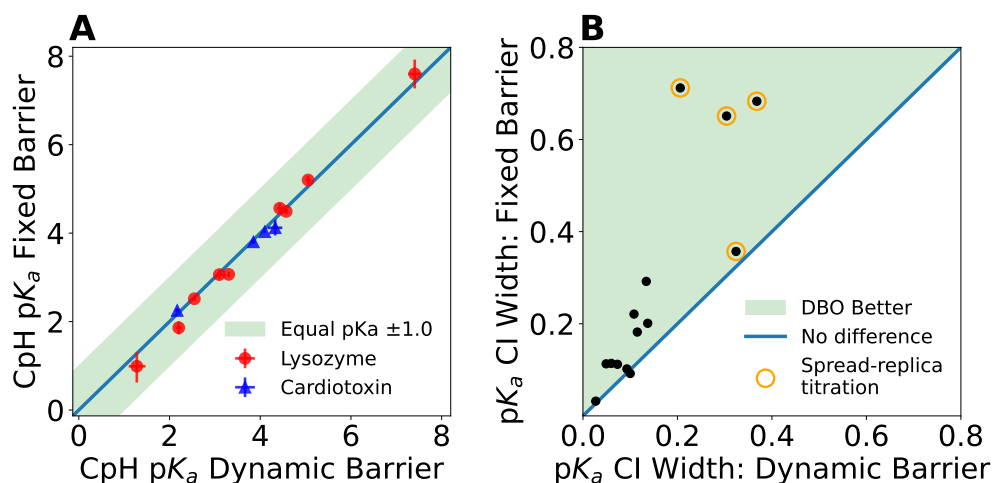 A
CpH pKa Fixed Barrier
8
6
4
2
0
Equal pKa ±1.0
Lysozyme
Cardiotoxin
0 2 4 6 8
CpH pKa Dynamic Barrier
B
pKa CI Width: Fixed Barrier
0.8
0.6
0.4
0.2
DBO Better
No difference
Spread-replica
titration
0.0 0.2 0.4 0.6 0.8
pKa CI Width: Dynamic Barrier